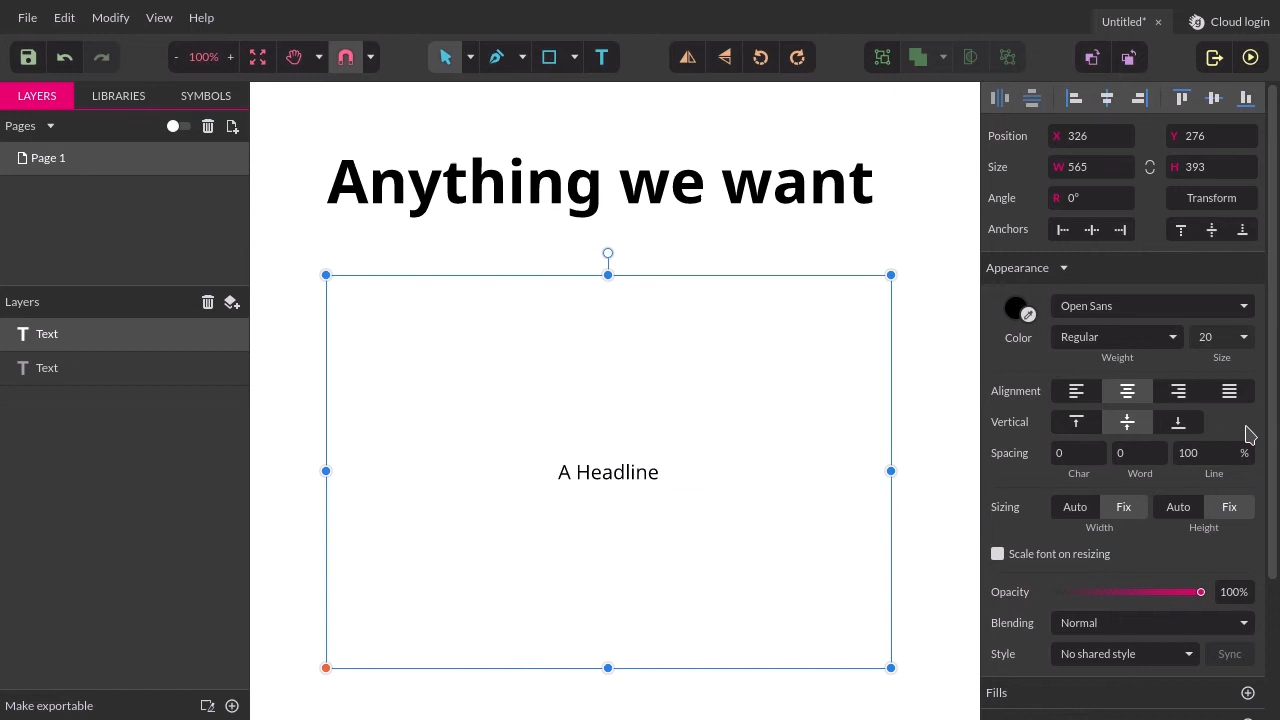 File Edit Modify View Help
Untitled* × Cloud login
- 100% +
LAYERS LIBRARIES SYMBOLS
Pages
Page 1
Layers
Text
Text
Make exportable
Anything we want
A Headline
Position X 326 Y 276
Size W 565 H 393
Angle R 0° Transform
Anchors
Appearance
Open Sans
Color Regular 20
Weight Size
Alignment
Vertical
Spacing 0 0 100 %
Char Word Line
Sizing Auto Fix Auto Fix
Width Height
Scale font on resizing
Opacity 100%
Blending Normal
Style No shared style Sync
Fills